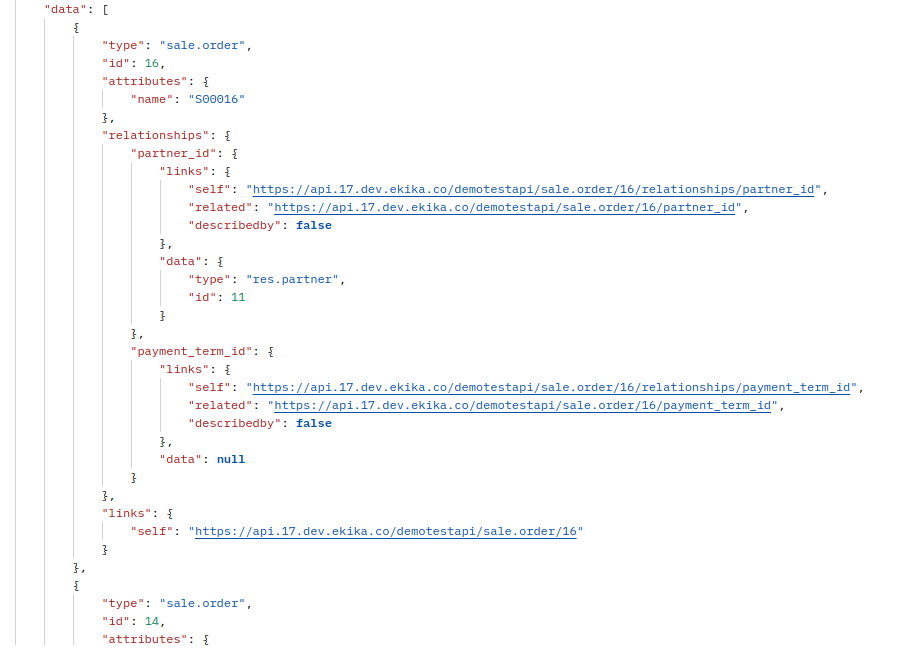 "data": [
{
"type": "sale.order",
"id": 16,
"attributes": {
"name": "S00016"
},
"relationships": {
"partner_id": {
"links": {
"self": "https://api.17.dev.ekika.co/demotestapi/sale.order/16/relationships/partner_id",
"related": "https://api.17.dev.ekika.co/demotestapi/sale.order/16/partner_id",
"describedby": false
},
"data": {
"type": "res.partner",
"id": 11
}
},
"payment_term_id": {
"links": {
"self": "https://api.17.dev.ekika.co/demotestapi/sale.order/16/relationships/payment_term_id",
"related": "https://api.17.dev.ekika.co/demotestapi/sale.order/16/payment_term_id",
"describedby": false
},
"data": null
}
},
"links": {
"self": "https://api.17.dev.ekika.co/demotestapi/sale.order/16"
}
},
{
"type": "sale.order",
"id": 14,
"attributes": {